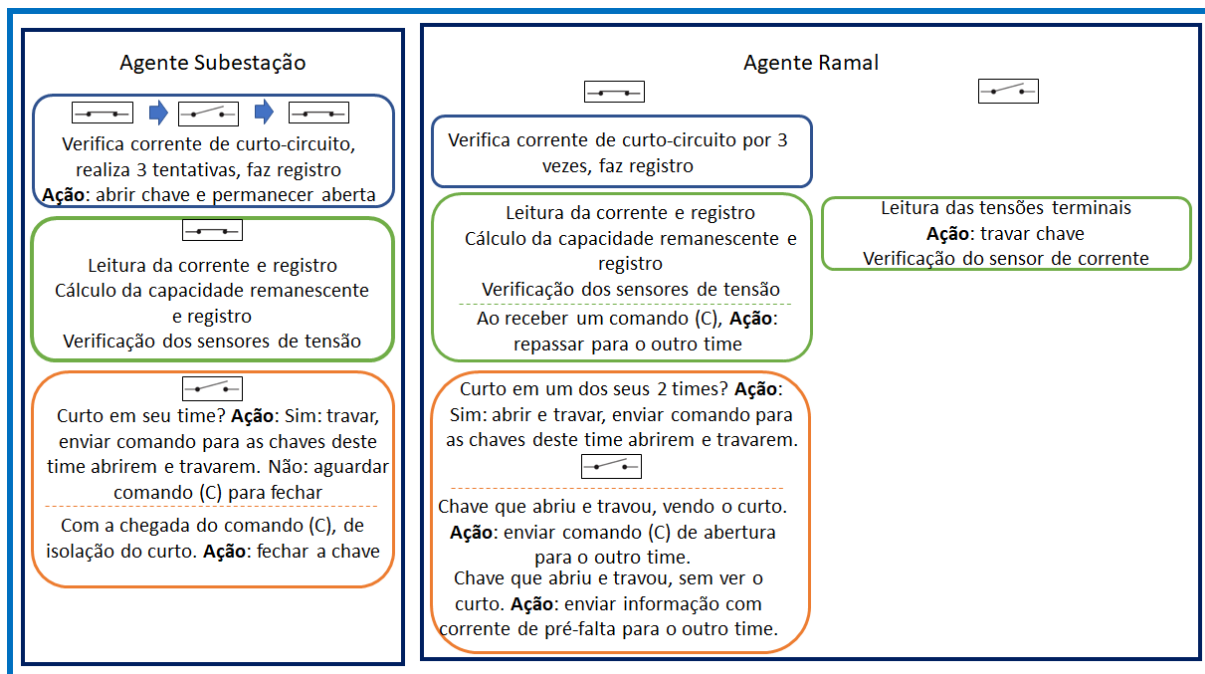 Agente Subestação
Verifica corrente de curto-circuito,
realiza 3 tentativas, faz registro
Ação: abrir chave e permanecer aberta
Leitura da corrente e registro
Cálculo da capacidade remanescente
e registro
Verificação dos sensores de tensão
Curto em seu time? Ação: Sim: travar,
enviar comando para as chaves deste
time abrirem e travarem. Não: aguardar
comando (C) para fechar
Com a chegada do comando (C), de
isolação do curto. Ação: fechar a chave
Agente Ramal
Verifica corrente de curto-circuito por 3
vezes, faz registro
Leitura da corrente e registro
Cálculo da capacidade remanescente e
registro
Verificação dos sensores de tensão
Ao receber um comando (C), Ação:
repassar para o outro time
Leitura das tensões terminais
Ação: travar chave
Verificação do sensor de corrente
Curto em um dos seus 2 times? Ação:
Sim: abrir e travar, enviar comando para
as chaves deste time abrirem e travarem.
Chave que abriu e travou, vendo o curto.
Ação: enviar comando (C) de abertura
para o outro time.
Chave que abriu e travou, sem ver o
curto. Ação: enviar informação com
corrente de pré-falta para o outro time.